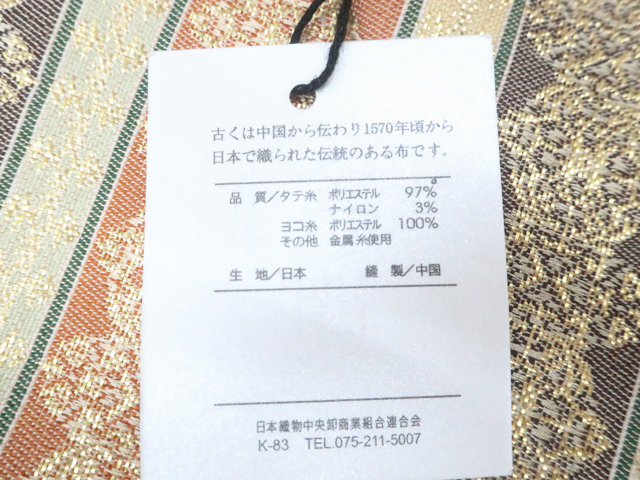 古くは中国から伝わり1570年頃から
日本で織られた伝統のある布です。
品　質／タテ糸　ポリエステル　97%
ナイロン　3%
ヨコ糸　ポリエステル　100%
その他　金属糸使用
生　地／日本　　縫　製／中国
日本織物中央卸商業組合連合会
K-83　TEL.075-211-5007